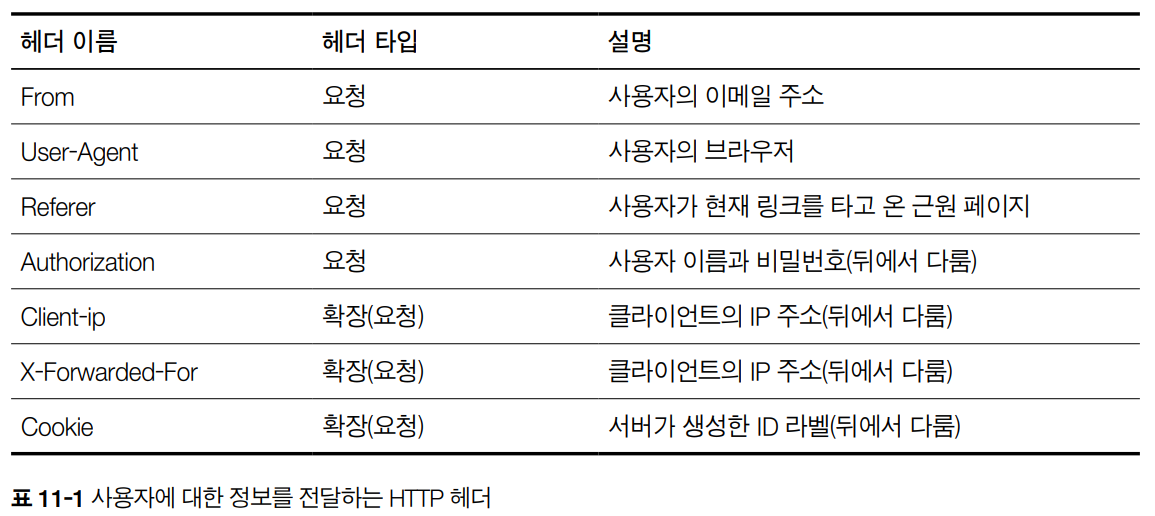 헤더 이름 헤더 타입 설명
From 요청 사용자의 이메일 주소
User-Agent 요청 사용자의 브라우저
Referer 요청 사용자가 현재 링크를 타고 온 근원 페이지
Authorization 요청 사용자 이름과 비밀번호(뒤에서 다룸)
Client-ip 확장(요청) 클라이언트의 IP 주소(뒤에서 다룸)
X-Forwarded-For 확장(요청) 클라이언트의 IP 주소(뒤에서 다룸)
Cookie 확장(요청) 서버가 생성한 ID 라벨(뒤에서 다룸)
표 11-1 사용자에 대한 정보를 전달하는 HTTP 헤더